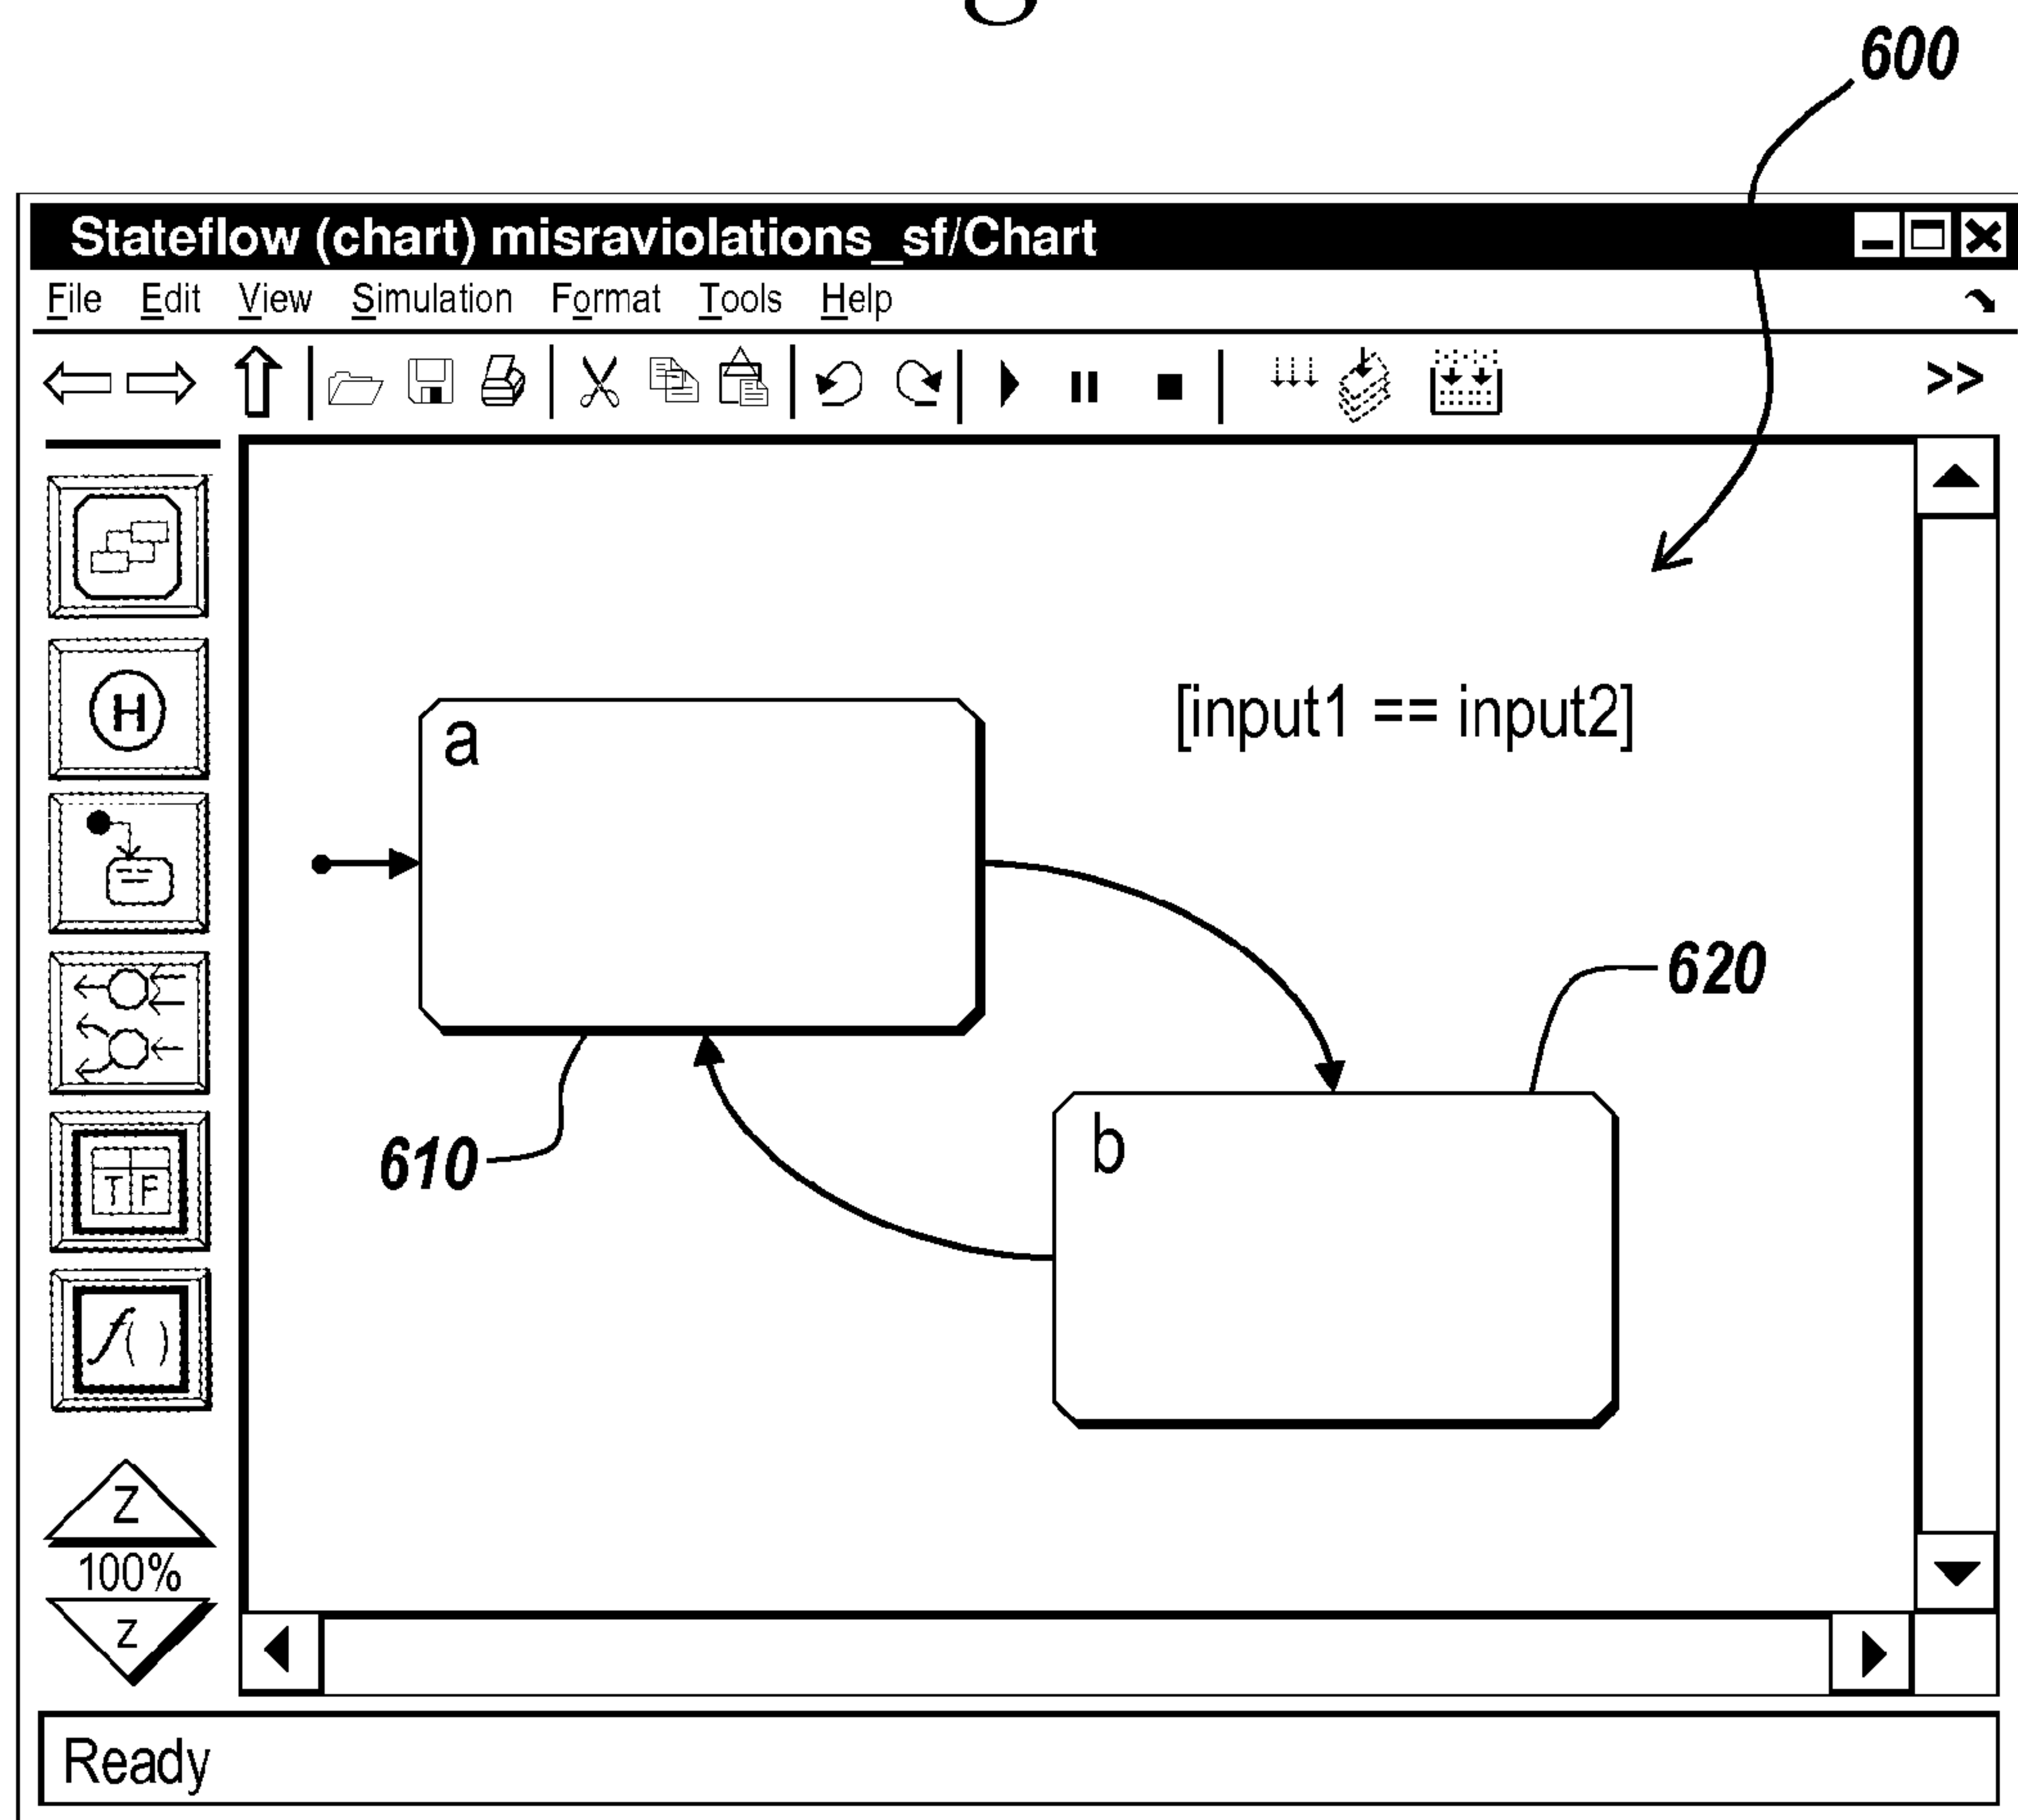 600
Stateflow (chart) misraviolations_sf/Chart
File Edit View Simulation Format Tools Help
>>
H
[input1 == input2]
a
620
610
b
T F
f()
Z
100%
z
Ready